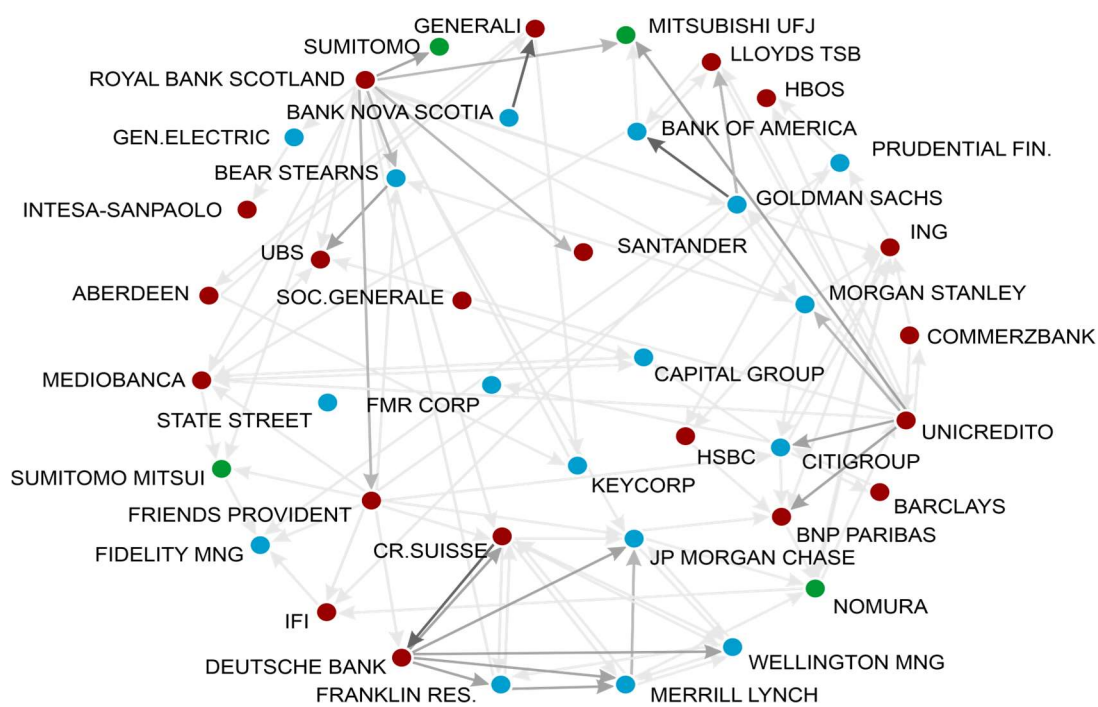 GENERALI
MITSUBISHI UFJ
SUMITOMO
LLOYDS TSB
ROYAL BANK SCOTLAND
HBOS
BANK NOVA SCOTIA
BANK OF AMERICA
GEN.ELECTRIC
PRUDENTIAL FIN.
BEAR STEARNS
GOLDMAN SACHS
INTESA-SANPAOLO
ING
UBS
SANTANDER
ABERDEEN
SOC.GENERALE
MORGAN STANLEY
COMMERZBANK
MEDIOBANCA
CAPITAL GROUP
STATE STREET
FMR CORP
UNICREDITO
HSBC
CITIGROUP
SUMITOMO MITSUI
KEYCORP
BARCLAYS
FRIENDS PROVIDENT
BNP PARIBAS
FIDELITY MNG
CR.SUISSE
JP MORGAN CHASE
IFI
NOMURA
DEUTSCHE BANK
WELLINGTON MNG
FRANKLIN RES.
MERRILL LYNCH